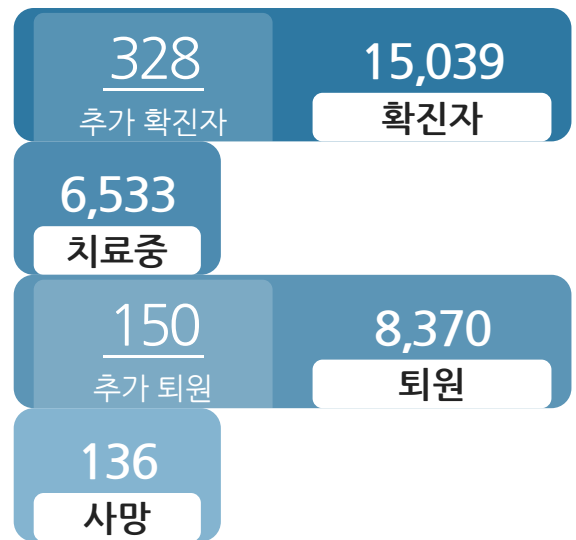 328
추가 확진자
15,039
확진자
6,533
치료중
150
추가 퇴원
8,370
퇴원
136
사망